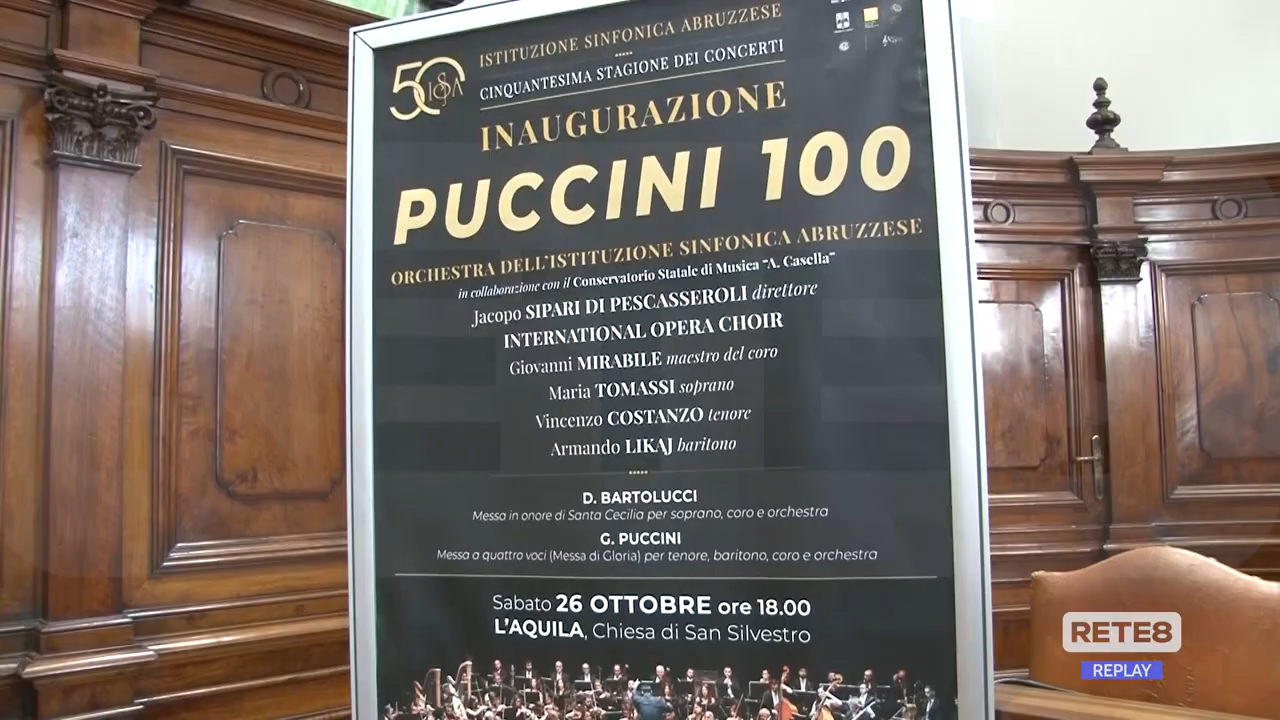 50 ISA
ISTITUZIONE SINFONICA ABRUZZESE
CINQUANTESIMA STAGIONE DEI CONCERTI
INAUGURAZIONE
PUCCINI 100
ORCHESTRA DELL'ISTITUZIONE SINFONICA ABRUZZESE
in collaborazione con il Conservatorio Statale di Musica "A. Casella"
Jacopo SIPARI DI PESCASSEROLI direttore
INTERNATIONAL OPERA CHOIR
Giovanni MIRABILE maestro del coro
Maria TOMASSI soprano
Vincenzo COSTANZO tenore
Armando LIKAJ baritono
D. BARTOLUCCI
Messa in onore di Santa Cecilia per soprano, coro e orchestra
G. PUCCINI
Messa a quattro voci (Messa di Gloria) per tenore, baritono, coro e orchestra
Sabato 26 OTTOBRE ore 18.00
L'AQUILA, Chiesa di San Silvestro
RETE8
REPLAY